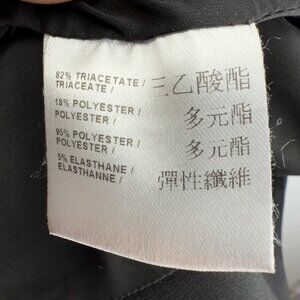 82% TRIACETATE / 三乙酸酯
TRIACEATE /
18% POLYESTER / 多元酯
POLYESTER /
95% POLYESTER / 多元酯
POLYESTER /
5% ELASTHANE / 彈性纖維
ELASTHANNE /